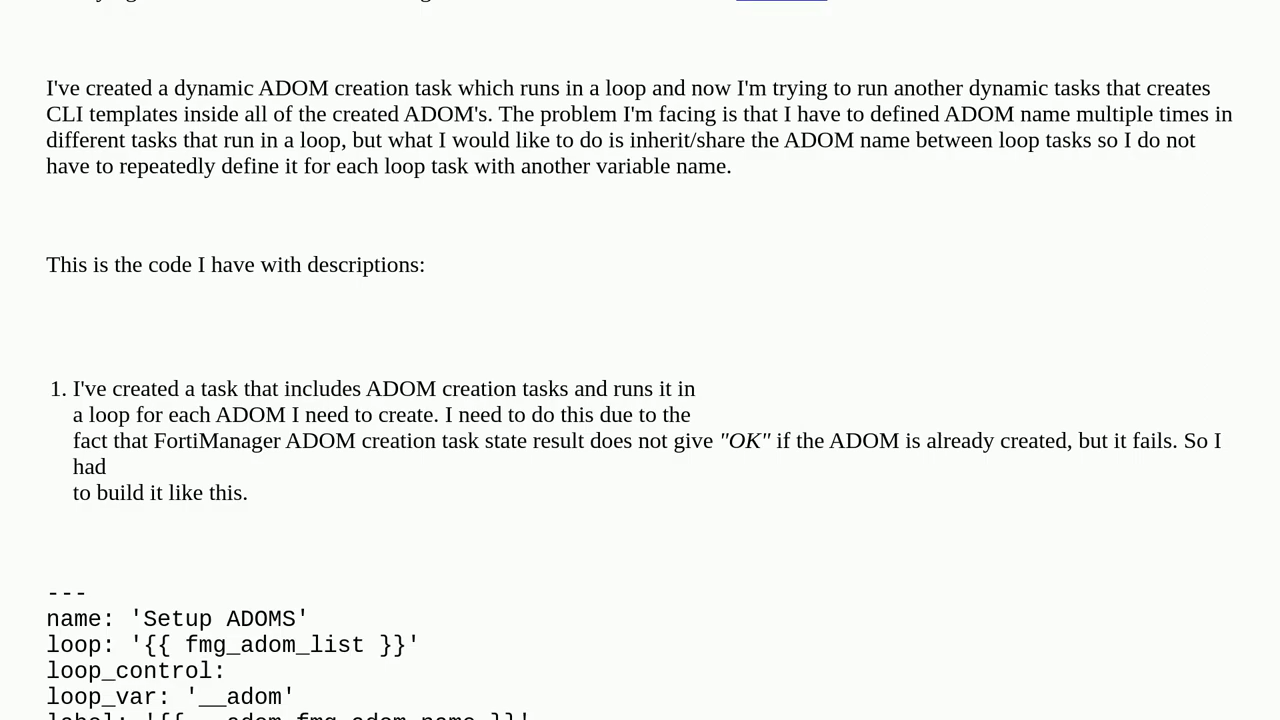 I've created a dynamic ADOM creation task which runs in a loop and now I'm trying to run another dynamic tasks that creates
CLI templates inside all of the created ADOM's. The problem I'm facing is that I have to defined ADOM name multiple times in
different tasks that run in a loop, but what I would like to do is inherit/share the ADOM name between loop tasks so I do not
have to repeatedly define it for each loop task with another variable name.
This is the code I have with descriptions:
1. I've created a task that includes ADOM creation tasks and runs it in
a loop for each ADOM I need to create. I need to do this due to the
fact that FortiManager ADOM creation task state result does not give "OK" if the ADOM is already created, but it fails. So I
had
to build it like this.
---
name: 'Setup ADOMS'
loop: '{{ fmg_adom_list }}'
loop_control:
loop_var: '__adom'
label: '{{ __adom.fmg_adom_name }}'